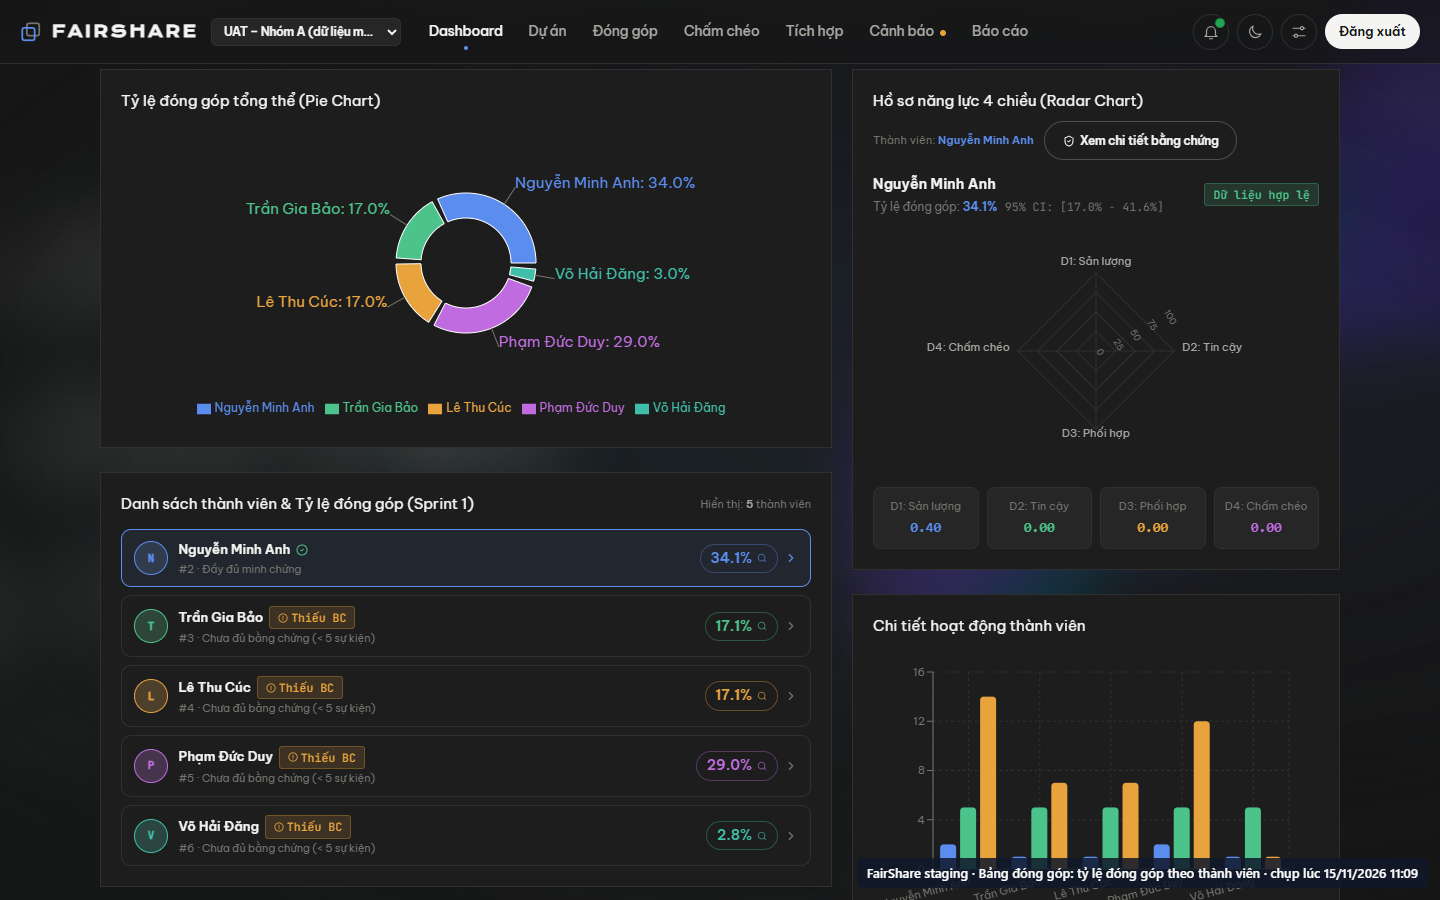 FAIRSHARE
UAT – Nhóm A (dữ liệu m...
Dashboard
Dự án
Đóng góp
Chấm chéo
Tích hợp
Cảnh báo
Báo cáo
Đăng xuất
Tỷ lệ đóng góp tổng thể (Pie Chart)
Nguyễn Minh Anh: 34.0%
Trần Gia Bảo: 17.0%
Võ Hải Đăng: 3.0%
Lê Thu Cúc: 17.0%
Phạm Đức Duy: 29.0%
Nguyễn Minh Anh
Trần Gia Bảo
Lê Thu Cúc
Phạm Đức Duy
Võ Hải Đăng
Danh sách thành viên & Tỷ lệ đóng góp (Sprint 1)
Hiển thị: 5 thành viên
N
Nguyễn Minh Anh
#2 · Đầy đủ minh chứng
34.1%
T
Trần Gia Bảo
Thiếu BC
#3 · Chưa đủ bằng chứng (< 5 sự kiện)
17.1%
L
Lê Thu Cúc
Thiếu BC
#4 · Chưa đủ bằng chứng (< 5 sự kiện)
17.1%
P
Phạm Đức Duy
Thiếu BC
#5 · Chưa đủ bằng chứng (< 5 sự kiện)
29.0%
V
Võ Hải Đăng
Thiếu BC
#6 · Chưa đủ bằng chứng (< 5 sự kiện)
2.8%
Hồ sơ năng lực 4 chiều (Radar Chart)
Thành viên: Nguyễn Minh Anh
Xem chi tiết bằng chứng
Nguyễn Minh Anh
Tỷ lệ đóng góp: 34.1% 95% CI: [17.0% - 41.6%]
Dữ liệu hợp lệ
D1: Sản lượng
D4: Chấm chéo
D2: Tin cậy
D3: Phối hợp
0
25
50
75
100
D1: Sản lượng
0.40
D2: Tin cậy
0.00
D3: Phối hợp
0.00
D4: Chấm chéo
0.00
Chi tiết hoạt động thành viên
16
12
8
4
FairShare staging · Bảng đóng góp: tỷ lệ đóng góp theo thành viên · chụp lúc 15/11/2026 11:09